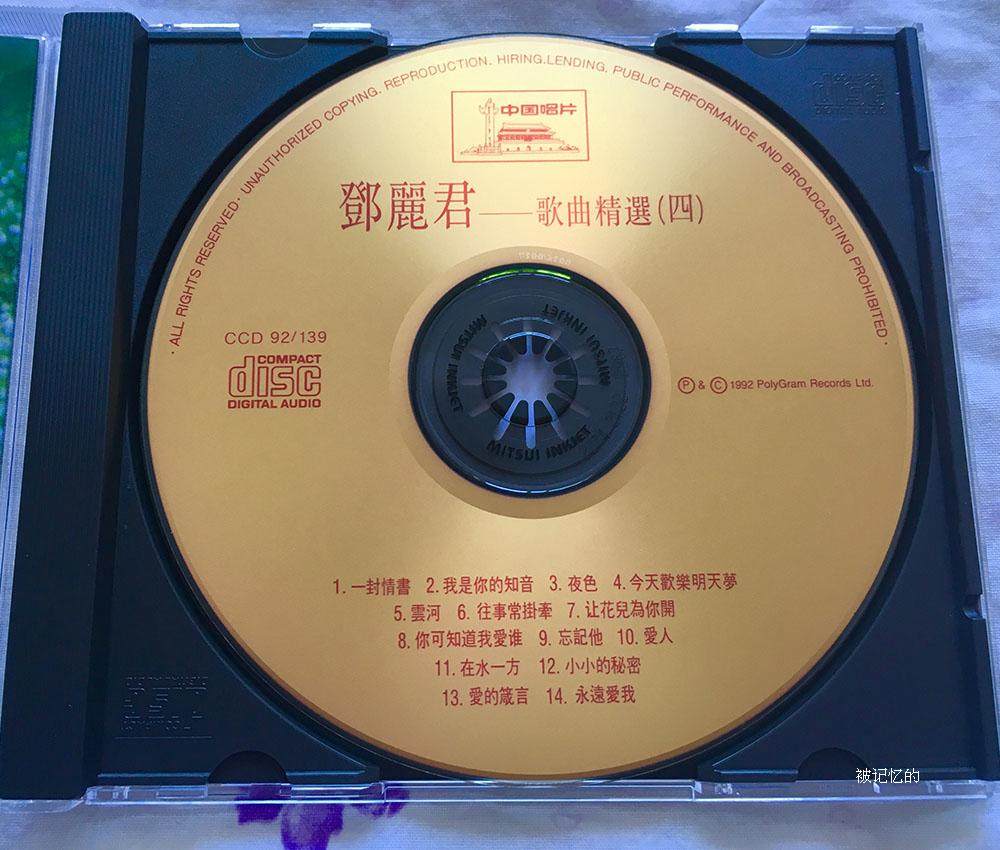 · ALL RIGHTS RESERVED · UNAUTHORIZED COPYING. REPRODUCTION. HIRING.LENDING. PUBLIC PERFORMANCE AND BROADCASTING PROHIBITED ·
中国唱片
鄧麗君——歌曲精選(四)
CCD 92/139
COMPACT
disc
DIGITAL AUDIO
MITSUI INKJET
MITSUI INKJET
MITSUI INKJET
Ⓟ & Ⓒ 1992 PolyGram Records Ltd.
1. 一封情書 2. 我是你的知音 3. 夜色 4. 今天歡樂明天夢
5. 雲河 6. 往事常掛牽 7. 让花兒為你開
8. 你可知道我愛谁 9. 忘記他 10. 愛人
11. 在水一方 12. 小小的秘密
13. 愛的箴言 14. 永遠愛我
被记忆的